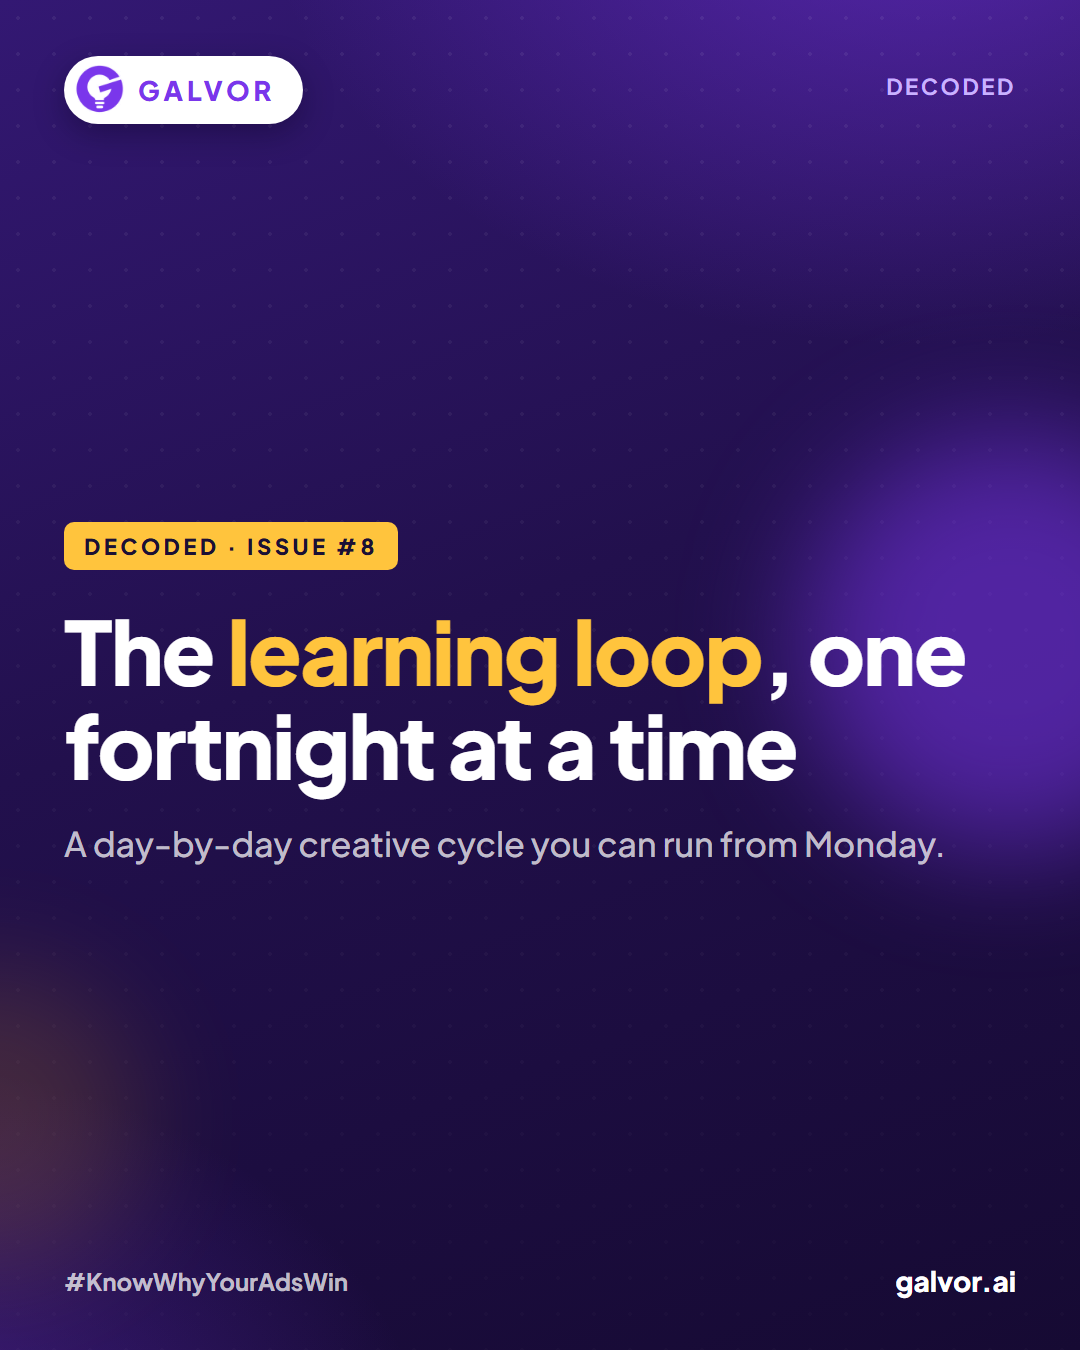 GALVOR
DECODED
DECODED · ISSUE #8
The learning loop, one
fortnight at a time
A day-by-day creative cycle you can run from Monday.
#KnowWhyYourAdsWin
galvor.ai